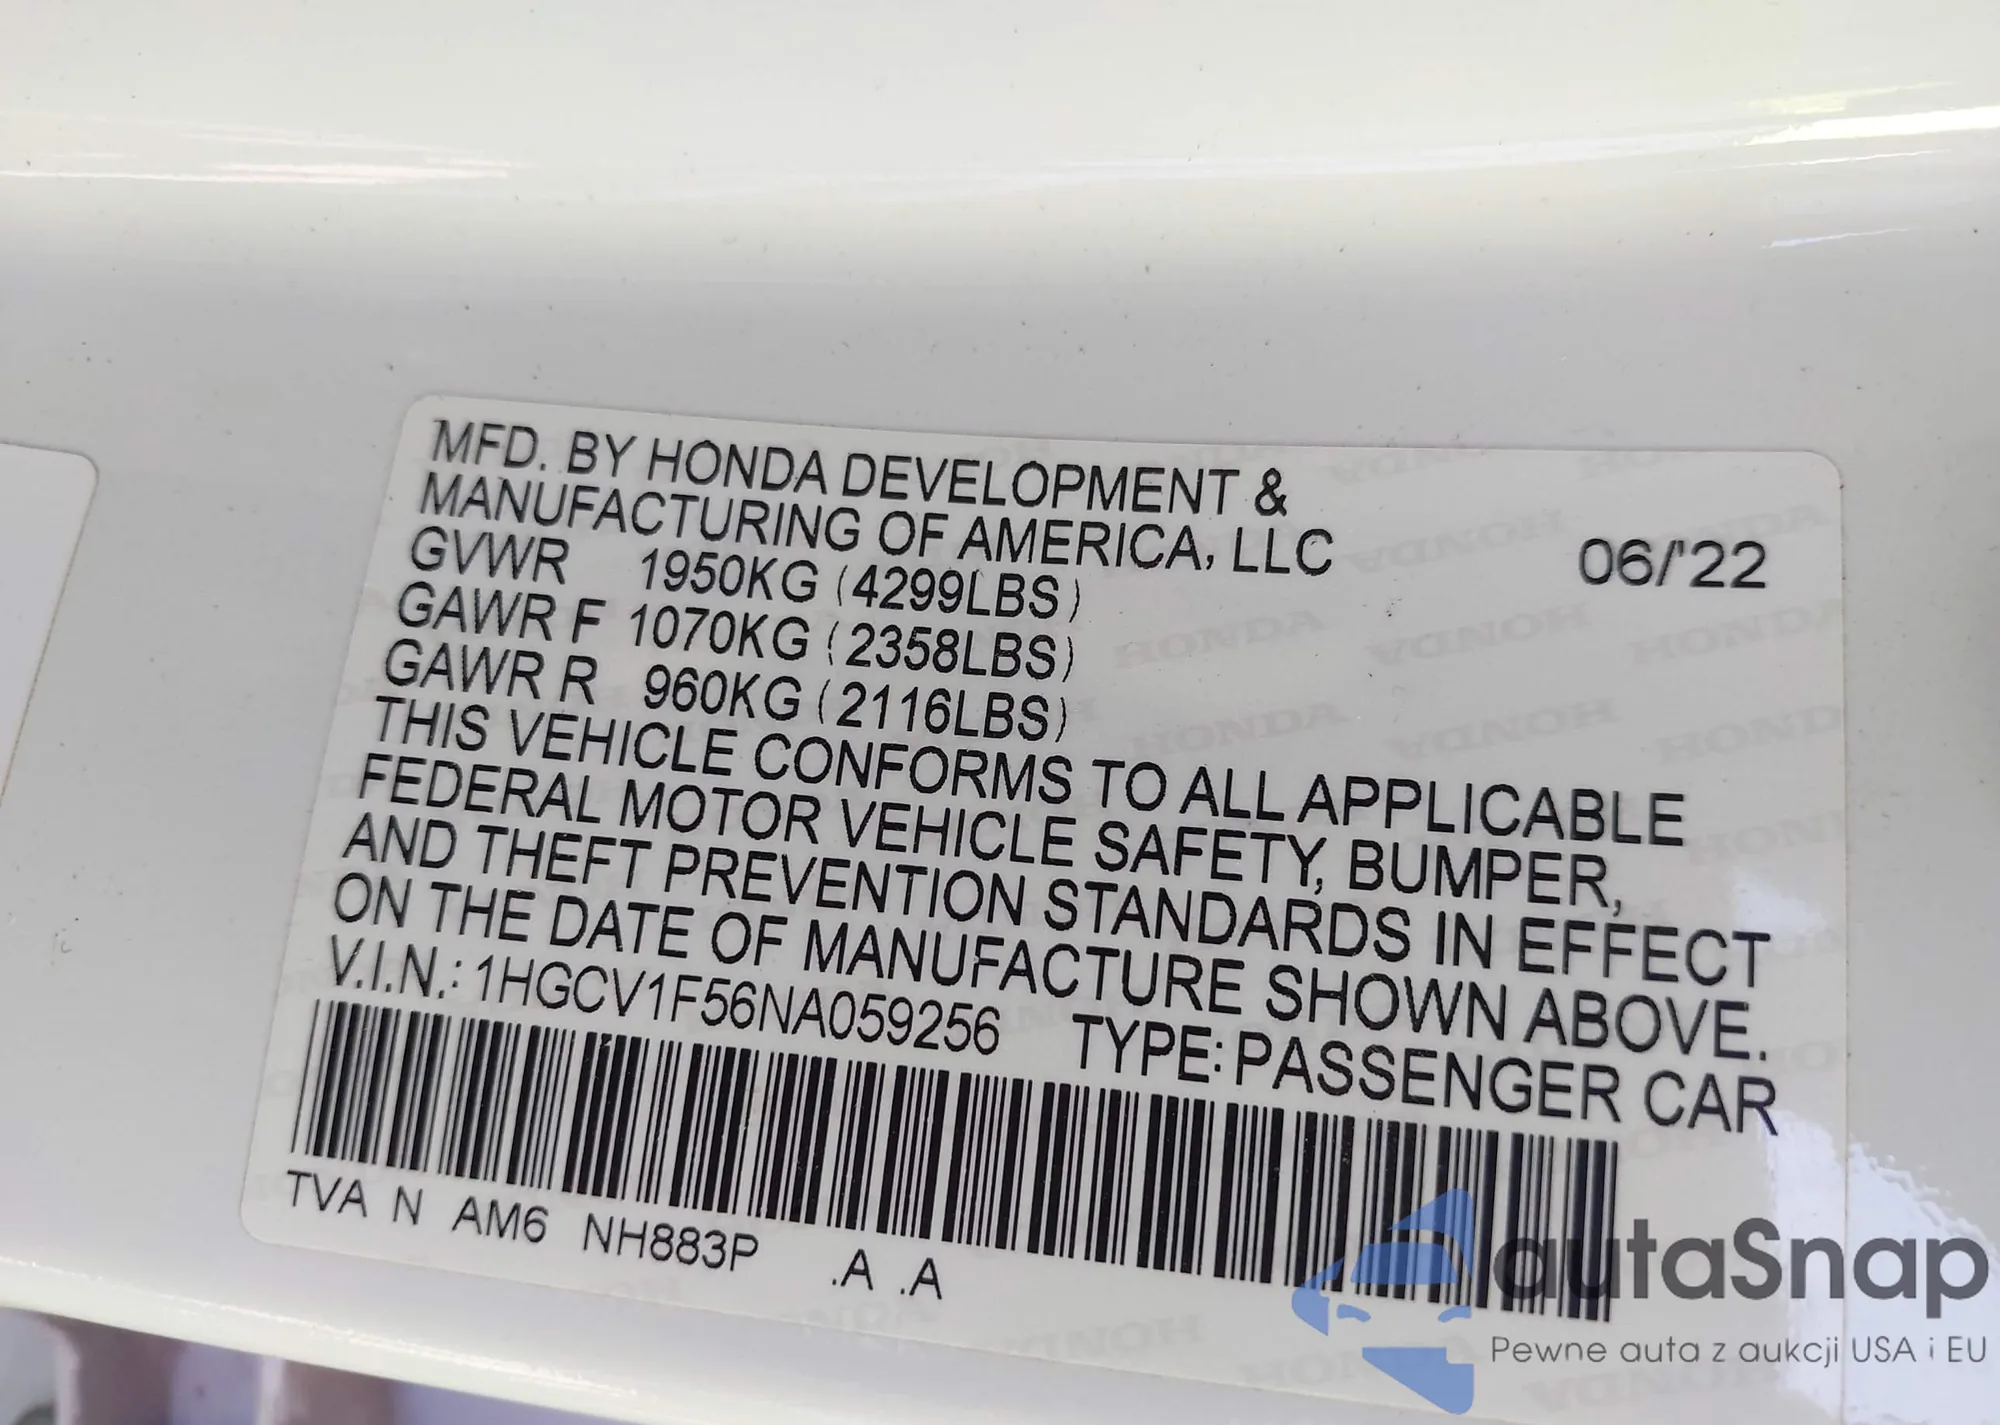 MFD. BY HONDA DEVELOPMENT &
MANUFACTURING OF AMERICA, LLC
06/'22
GVWR 1950KG (4299LBS)
GAWR F 1070KG (2358LBS)
GAWR R 960KG (2116LBS)
THIS VEHICLE CONFORMS TO ALL APPLICABLE
FEDERAL MOTOR VEHICLE SAFETY, BUMPER,
AND THEFT PREVENTION STANDARDS IN EFFECT
ON THE DATE OF MANUFACTURE SHOWN ABOVE.
V.I.N.: 1HGCV1F56NA059256 TYPE: PASSENGER CAR
TVA N AM6 NH883P .A .A
autaSnap
Pewne auta z aukcji USA i EU